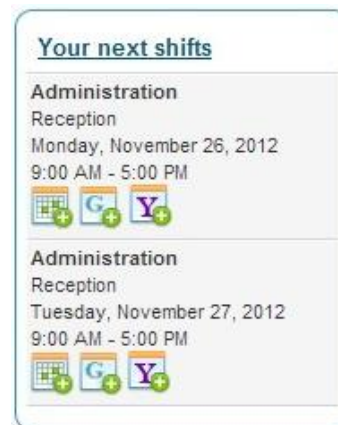 Your next shifts
Administration
Reception
Monday, November 26, 2012
9:00 AM - 5:00 PM
G Y
Administration
Reception
Tuesday, November 27, 2012
9:00 AM - 5:00 PM
G Y